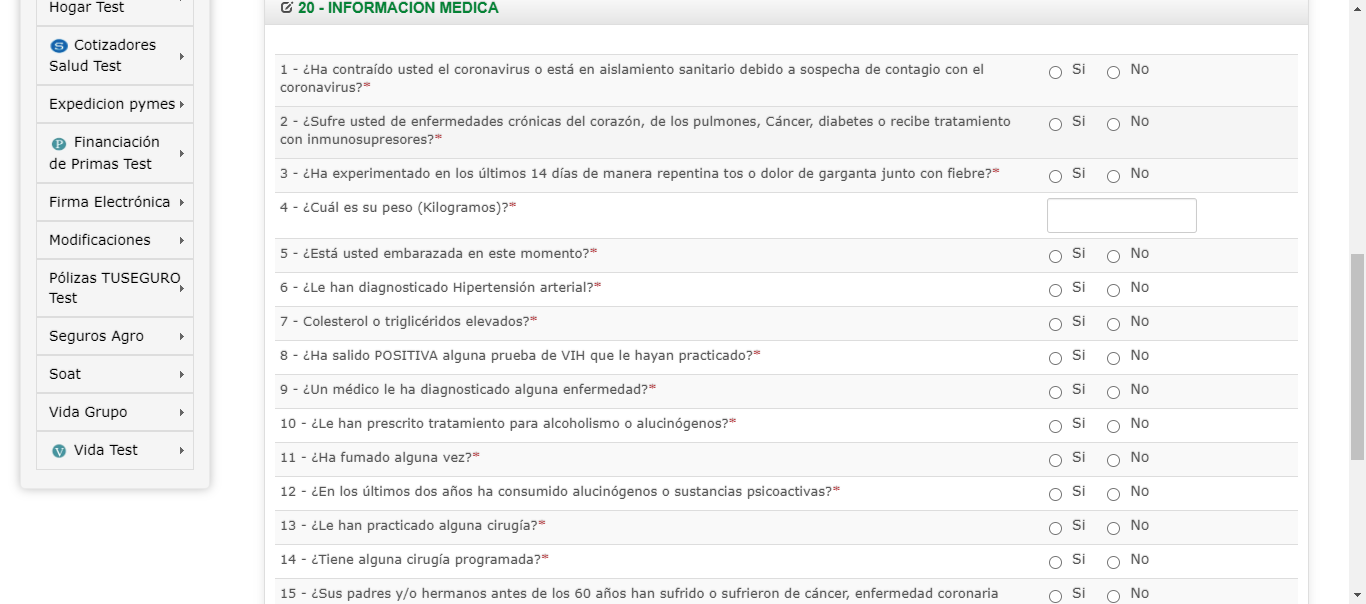 Hogar Test
Cotizadores
Salud Test
Expedicion pymes
Financiación
de Primas Test
Firma Electrónica
Modificaciones
Pólizas TUSEGURO
Test
Seguros Agro
Soat
Vida Grupo
Vida Test
20 - INFORMACION MEDICA
1 - ¿Ha contraído usted el coronavirus o está en aislamiento sanitario debido a sospecha de contagio con el
coronavirus?*
Si No
2 - ¿Sufre usted de enfermedades crónicas del corazón, de los pulmones, Cáncer, diabetes o recibe tratamiento
con inmunosupresores?*
Si No
3 - ¿Ha experimentado en los últimos 14 días de manera repentina tos o dolor de garganta junto con fiebre?* Si No
4 - ¿Cuál es su peso (Kilogramos)?*
5 - ¿Está usted embarazada en este momento?* Si No
6 - ¿Le han diagnosticado Hipertensión arterial?* Si No
7 - Colesterol o triglicéridos elevados?* Si No
8 - ¿Ha salido POSITIVA alguna prueba de VIH que le hayan practicado?* Si No
9 - ¿Un médico le ha diagnosticado alguna enfermedad?* Si No
10 - ¿Le han prescrito tratamiento para alcoholismo o alucinógenos?* Si No
11 - ¿Ha fumado alguna vez?* Si No
12 - ¿En los últimos dos años ha consumido alucinógenos o sustancias psicoactivas?* Si No
13 - ¿Le han practicado alguna cirugía?* Si No
14 - ¿Tiene alguna cirugía programada?* Si No
15 - ¿Sus padres y/o hermanos antes de los 60 años han sufrido o sufrieron de cáncer, enfermedad coronaria Si No